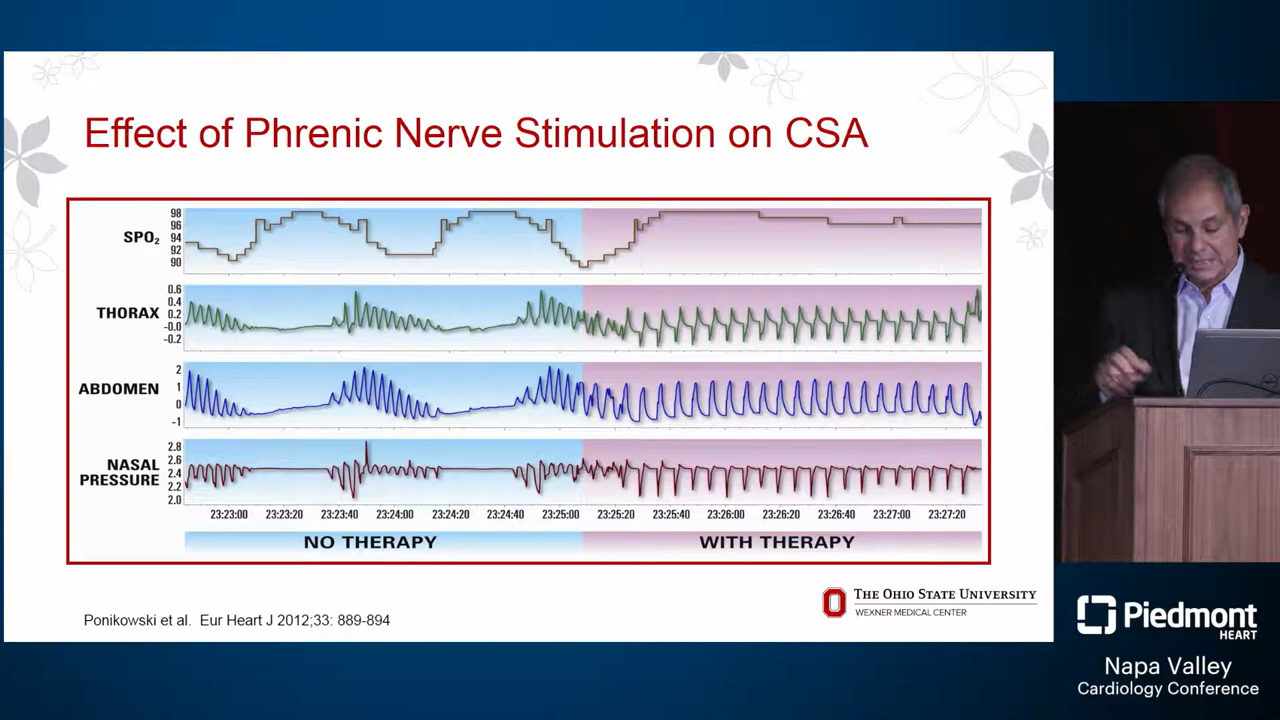 Effect of Phrenic Nerve Stimulation on CSA
98
96
94
92
90
SPO₂
0.6
0.4
0.2
-0.0
-0.2
THORAX
2
1
0
-1
ABDOMEN
2.8
2.6
2.4
2.2
2.0
NASAL
PRESSURE
23:23:00 23:23:20 23:23:40 23:24:00 23:24:20 23:24:40 23:25:00 23:25:20 23:25:40 23:26:00 23:26:20 23:26:40 23:27:00 23:27:20
NO THERAPY WITH THERAPY
THE OHIO STATE UNIVERSITY
WEXNER MEDICAL CENTER
Ponikowski et al. Eur Heart J 2012;33: 889-894
Piedmont
HEART
Napa Valley
Cardiology Conference